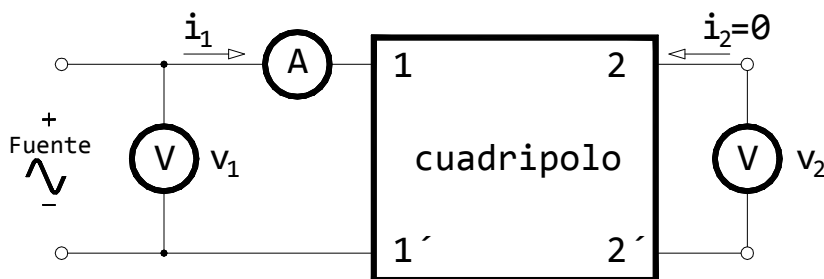 i₁
i₂=0
A
1
2
+
Fuente
–
V
v₁
cuadripolo
V
v₂
1´
2´